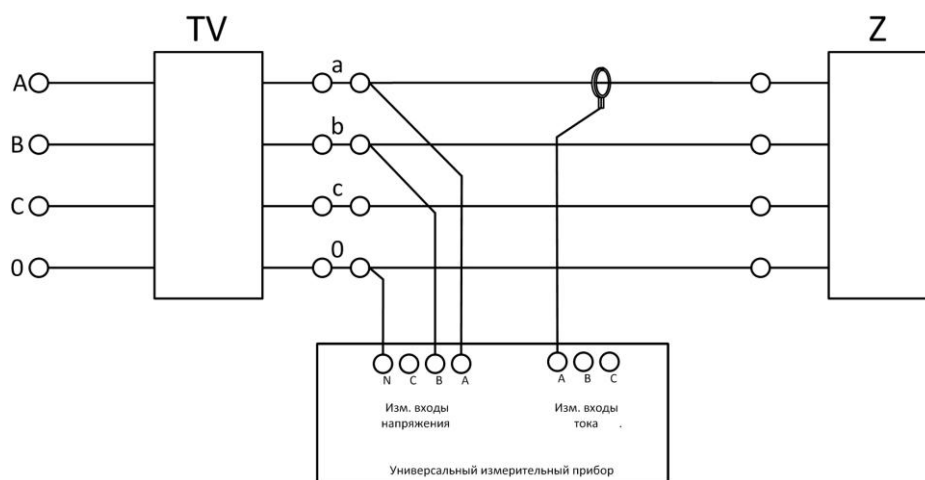 TV
Z
A
a
B
b
C
c
0
0
N
C
B
A
A
B
C
Изм. входы
напряжения
Изм. входы
тока .
Универсальный измерительный прибор